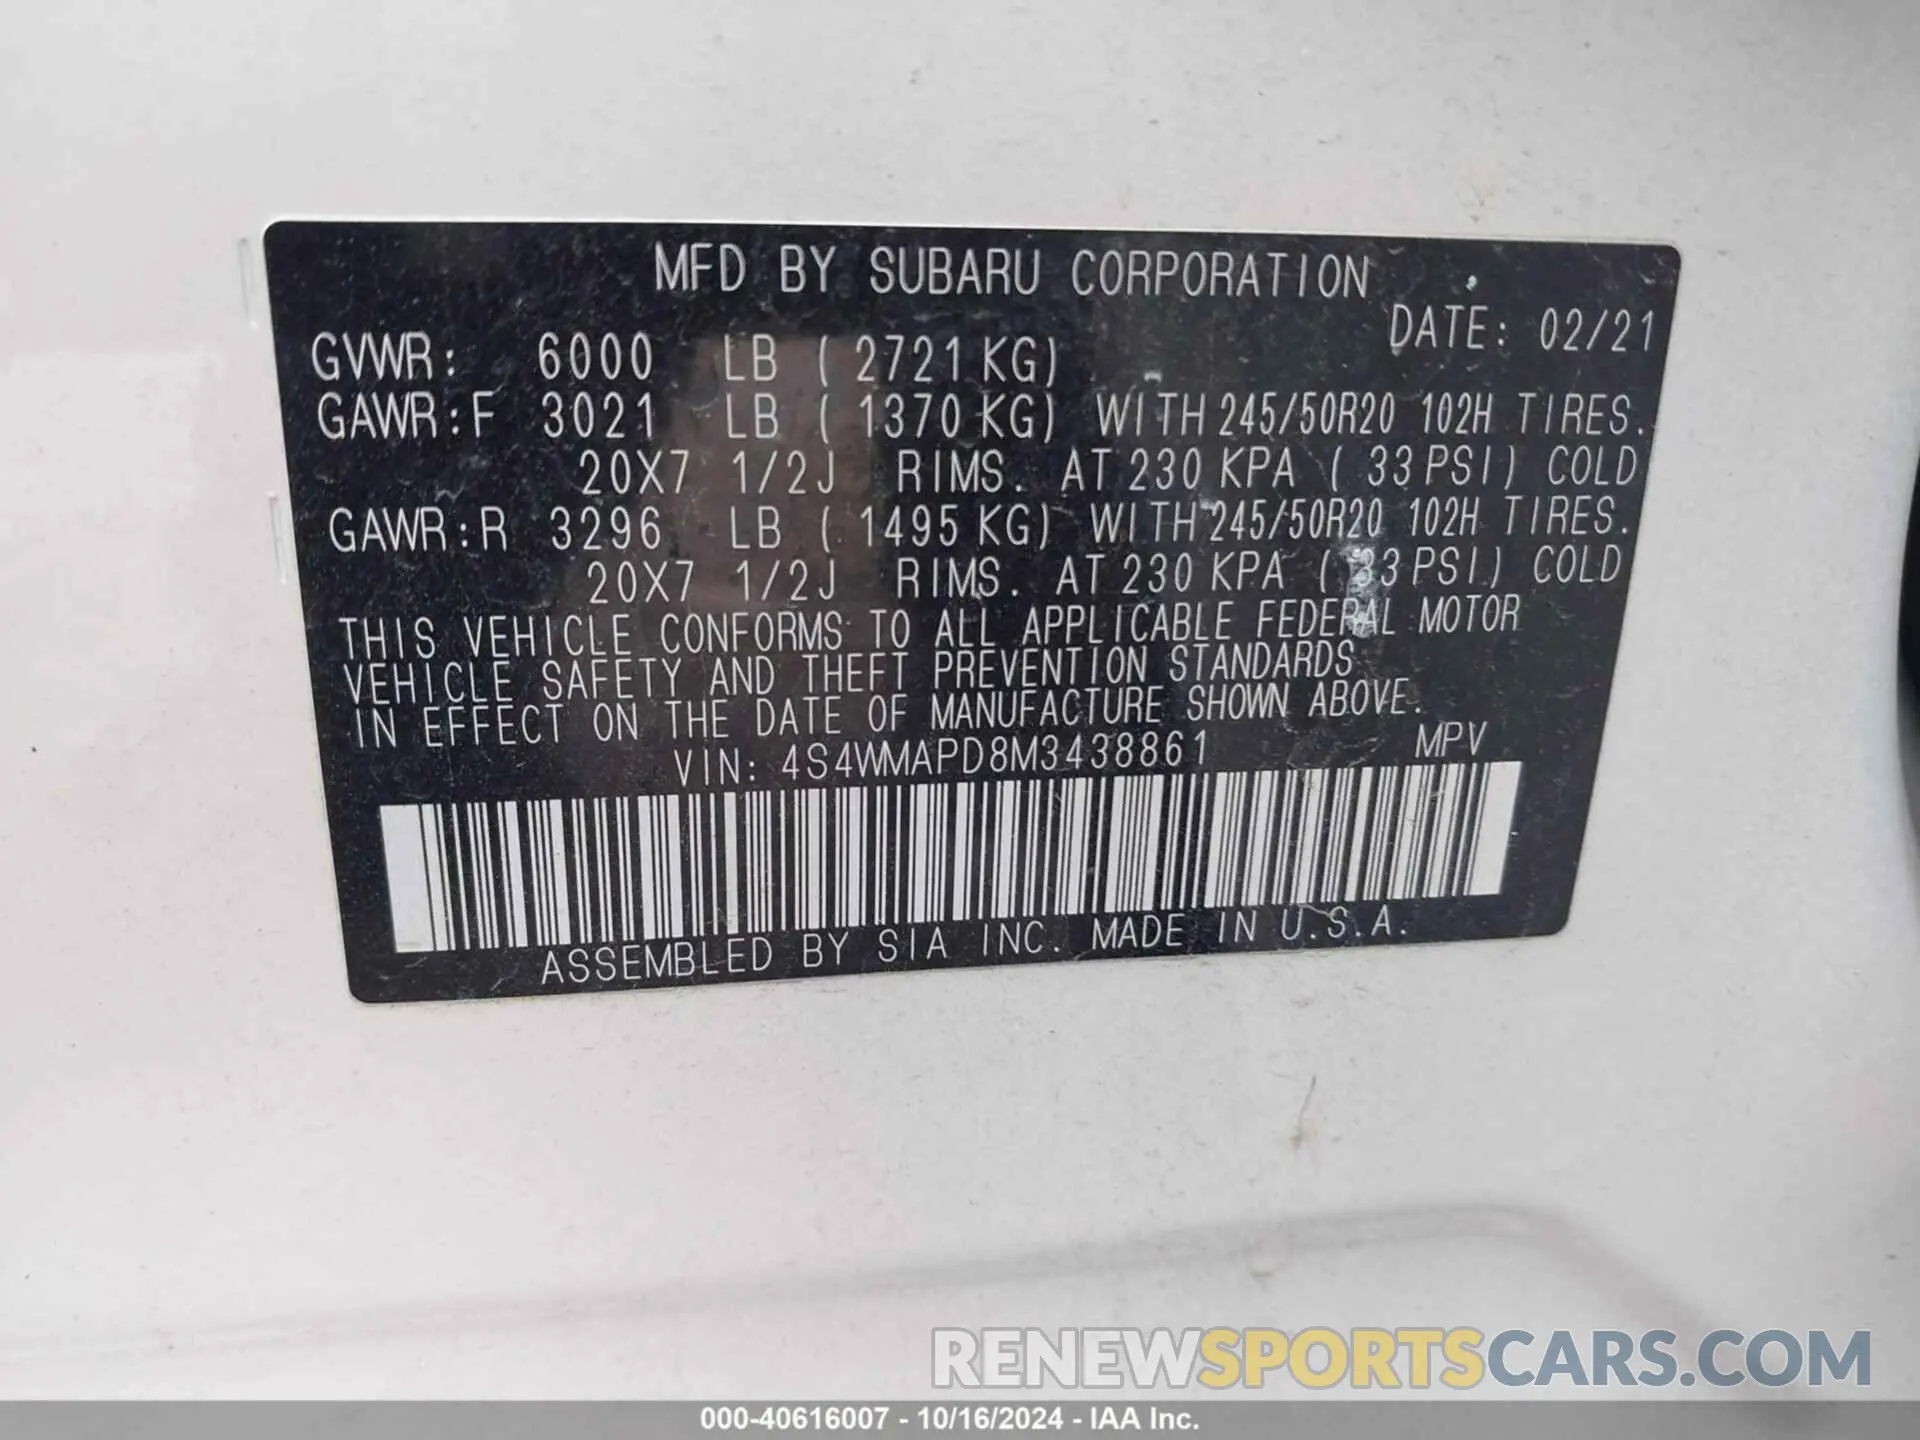 MFD BY SUBARU CORPORATION
DATE: 02/21
GVWR: 6000 LB (2721 KG)
GAWR:F 3021 LB (1370 KG) WITH 245/50R20 102H TIRES.
20X7 1/2J RIMS. AT 230 KPA (33 PSI) COLD
GAWR:R 3296 LB (1495 KG) WITH 245/50R20 102H TIRES.
20X7 1/2J RIMS. AT 230 KPA (33 PSI) COLD
THIS VEHICLE CONFORMS TO ALL APPLICABLE FEDERAL MOTOR
VEHICLE SAFETY AND THEFT PREVENTION STANDARDS
IN EFFECT ON THE DATE OF MANUFACTURE SHOWN ABOVE.
VIN: 4S4WMAPD8M3438861 MPV
ASSEMBLED BY SIA INC. MADE IN U.S.A.
RENEWSPORTSCARS.COM
000-40616007 - 10/16/2024 - IAA Inc.